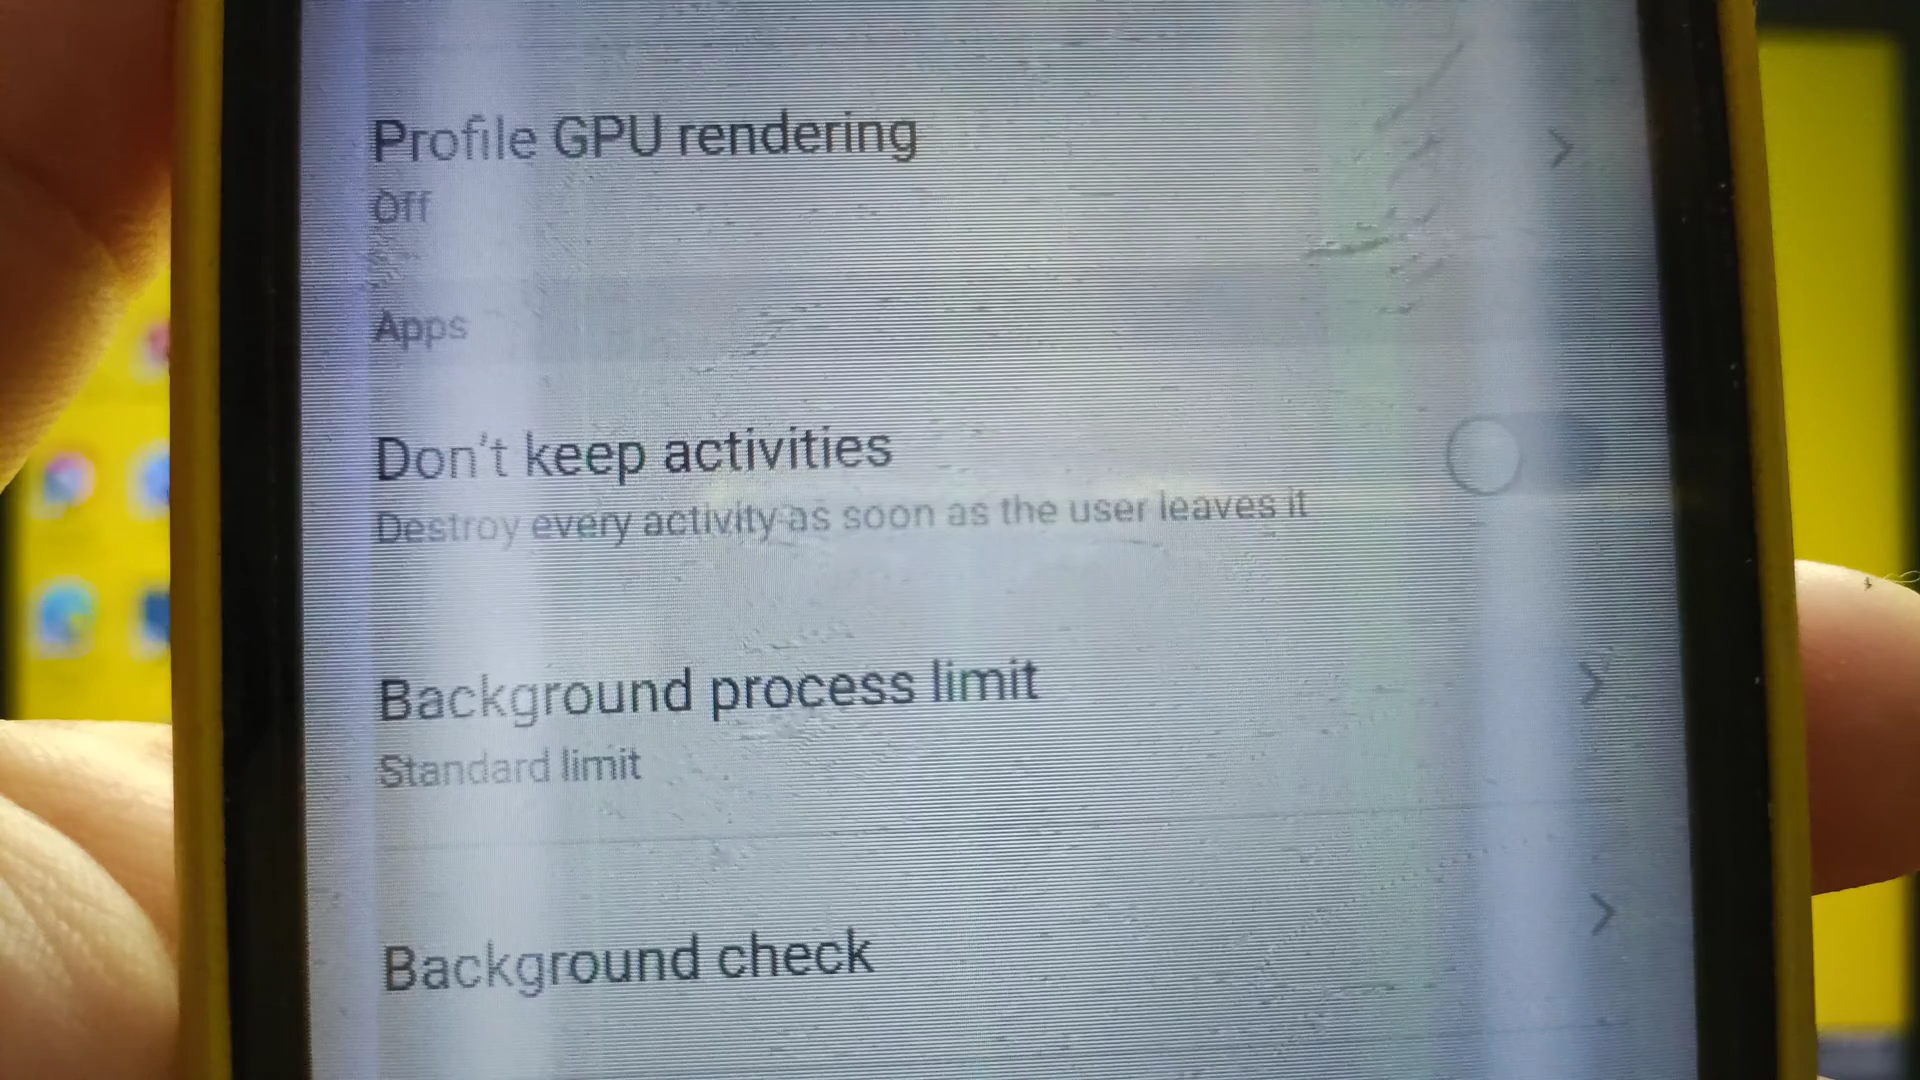 Profile GPU rendering
Off
Apps
Don't keep activities
Destroy every activity as soon as the user leaves it
Background process limit
Standard limit
Background check